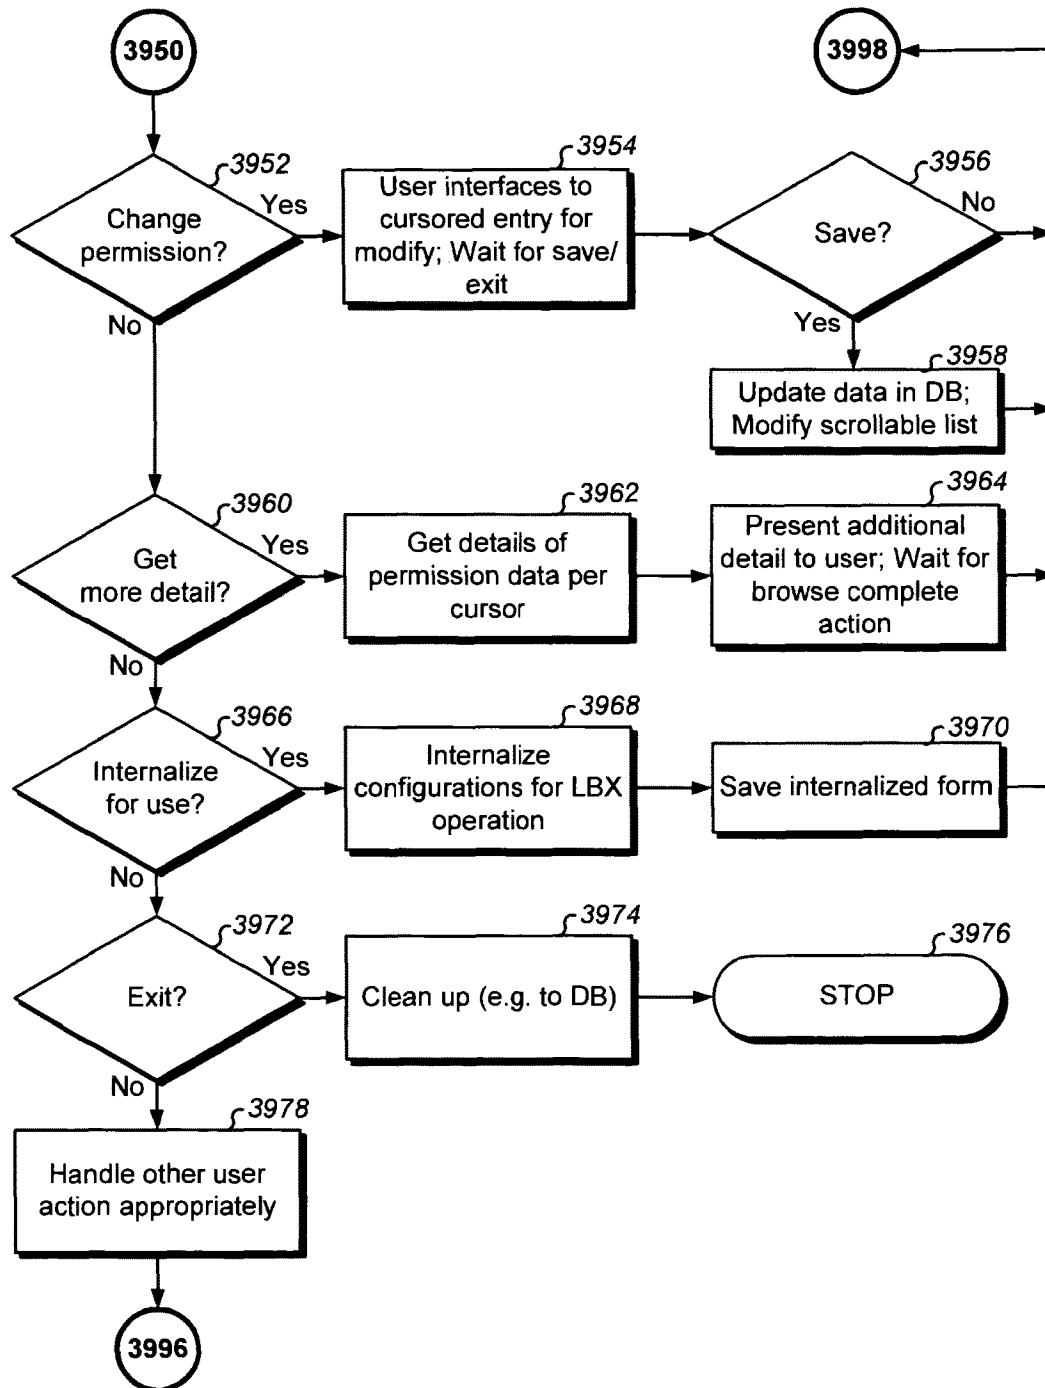 3950
3998
3952
Change
permission?
Yes
No
3954
User interfaces to
cursored entry for
modify; Wait for save/
exit
3956
Save?
No
Yes
3958
Update data in DB;
Modify scrollable list
3960
Get
more detail?
Yes
No
3962
Get details of
permission data per
cursor
3964
Present additional
detail to user; Wait for
browse complete
action
3966
Internalize
for use?
Yes
No
3968
Internalize
configurations for LBX
operation
3970
Save internalized form
3972
Exit?
Yes
No
3974
Clean up (e.g. to DB)
3976
STOP
3978
Handle other user
action appropriately
3996